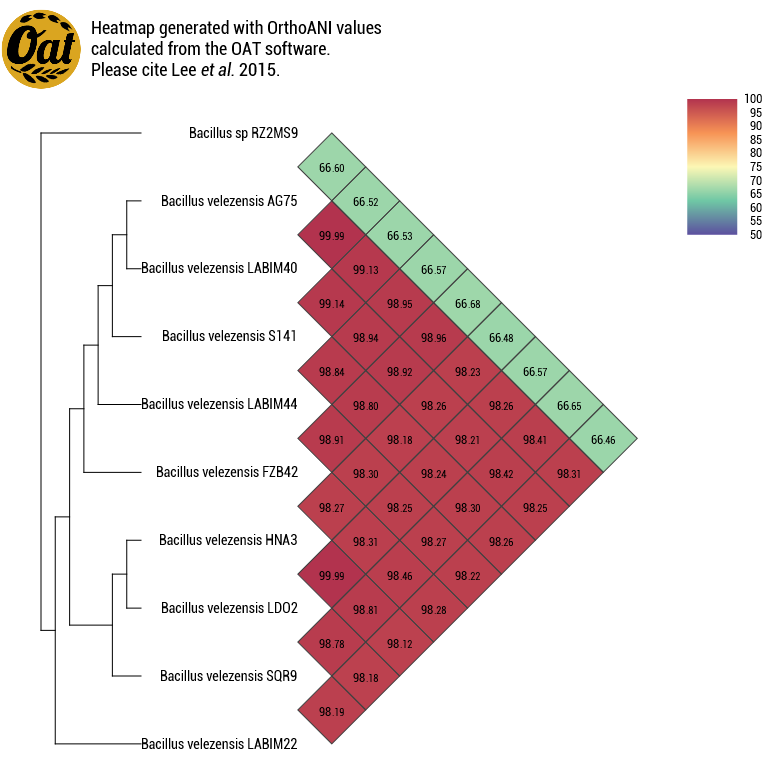 Oat
Heatmap generated with OrthoANI values
calculated from the OAT software.
Please cite Lee et al. 2015.
100
95
90
85
80
75
70
65
60
55
50
Bacillus sp RZ2MS9
66.60
Bacillus velezensis AG75
66.52
99.99 66.53
Bacillus velezensis LABIM40
99.13 66.57
99.14 98.95 66.68
Bacillus velezensis S141
98.94 98.96 66.48
98.84 98.92 98.23 66.57
Bacillus velezensis LABIM44
98.80 98.26 98.26 66.65
98.91 98.18 98.21 98.41 66.46
Bacillus velezensis FZB42
98.30 98.24 98.42 98.31
98.27 98.25 98.30 98.25
Bacillus velezensis HNA3
98.31 98.27 98.26
99.99 98.46 98.22
Bacillus velezensis LDO2
98.81 98.28
98.78 98.12
Bacillus velezensis SQR9
98.18
98.19
Bacillus velezensis LABIM22